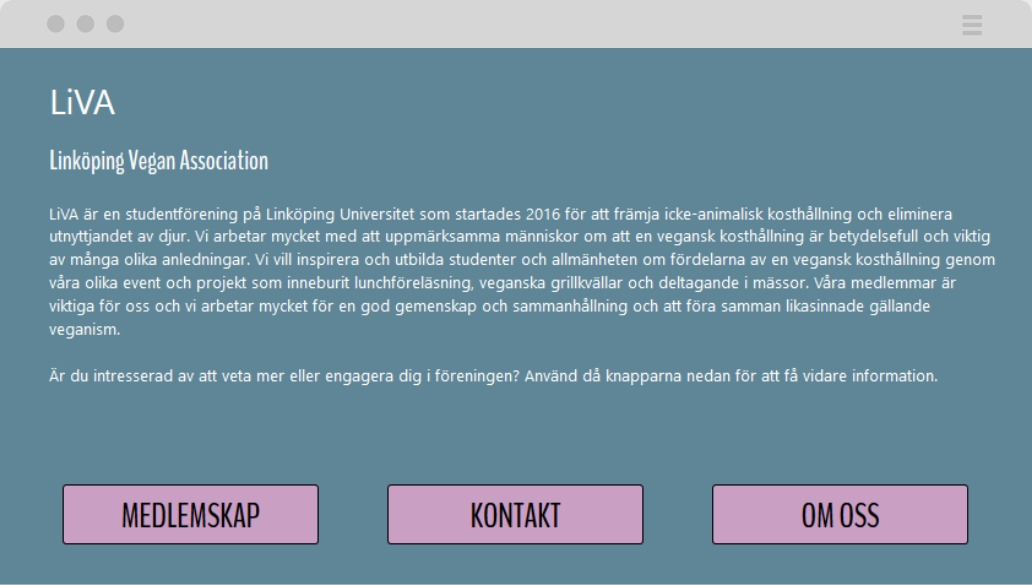 LiVA
Linköping Vegan Association
LiVA är en studentförening på Linköping Universitet som startades 2016 för att främja icke-animalisk kosthållning och eliminera
utnyttjandet av djur. Vi arbetar mycket med att uppmärksamma människor om att en vegansk kosthållning är betydelsefull och viktig
av många olika anledningar. Vi vill inspirera och utbilda studenter och allmänheten om fördelarna av en vegansk kosthållning genom
våra olika event och projekt som inneburit lunchföreläsning, veganska grillkvällar och deltagande i mässor. Våra medlemmar är
viktiga för oss och vi arbetar mycket för en god gemenskap och sammanhållning och att föra samman likasinnade gällande
veganism.
Är du intresserad av att veta mer eller engagera dig i föreningen? Använd då knapparna nedan för att få vidare information.
MEDLEMSKAP
KONTAKT
OM OSS